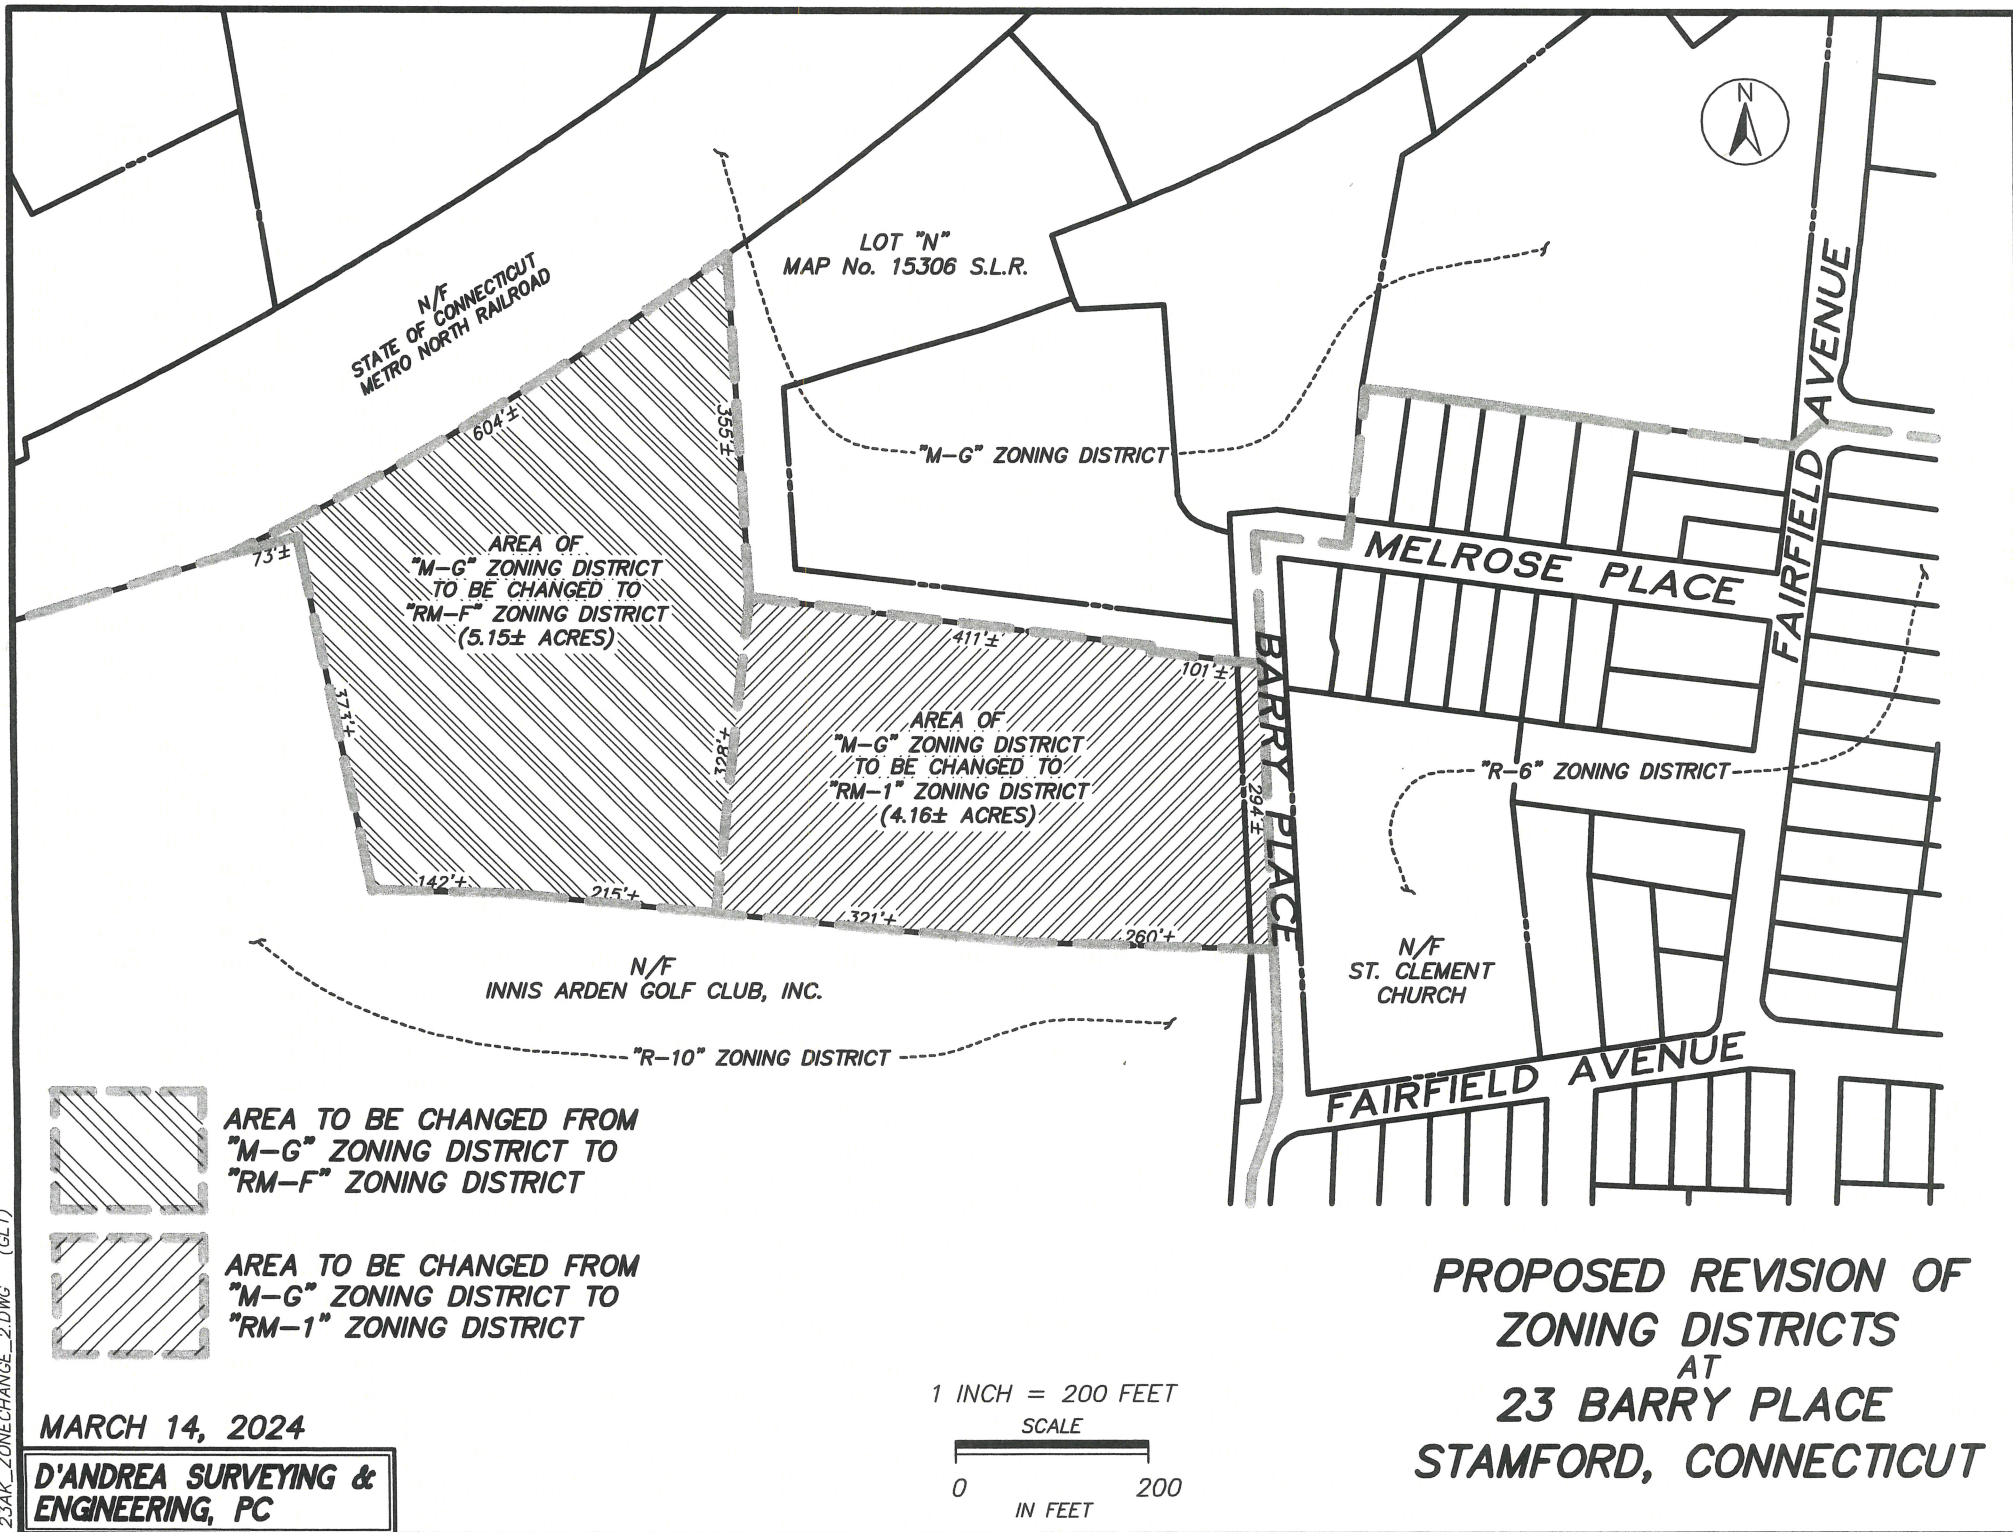 N
LOT "N"
MAP No. 15306 S.L.R.
N/F
STATE OF CONNECTICUT
METRO NORTH RAILROAD
FAIRFIELD AVENUE
604'±
355'±
"M-G" ZONING DISTRICT
73'±
AREA OF
"M-G" ZONING DISTRICT
TO BE CHANGED TO
"RM-F" ZONING DISTRICT
(5.15± ACRES)
MELROSE PLACE
411'±
101'±
BARRY PLACE
373'±
328'±
AREA OF
"M-G" ZONING DISTRICT
TO BE CHANGED TO
"RM-1" ZONING DISTRICT
(4.16± ACRES)
294'±
"R-6" ZONING DISTRICT
142'±
215'±
321'±
260'±
N/F
ST. CLEMENT
CHURCH
N/F
INNIS ARDEN GOLF CLUB, INC.
"R-10" ZONING DISTRICT
FAIRFIELD AVENUE
AREA TO BE CHANGED FROM
"M-G" ZONING DISTRICT TO
"RM-F" ZONING DISTRICT
AREA TO BE CHANGED FROM
"M-G" ZONING DISTRICT TO
"RM-1" ZONING DISTRICT
PROPOSED REVISION OF
ZONING DISTRICTS
AT
23 BARRY PLACE
STAMFORD, CONNECTICUT
1 INCH = 200 FEET
SCALE
0 200
IN FEET
MARCH 14, 2024
D'ANDREA SURVEYING &
ENGINEERING, PC
23AK_ZONECHANGE_2.DWG (GLT)